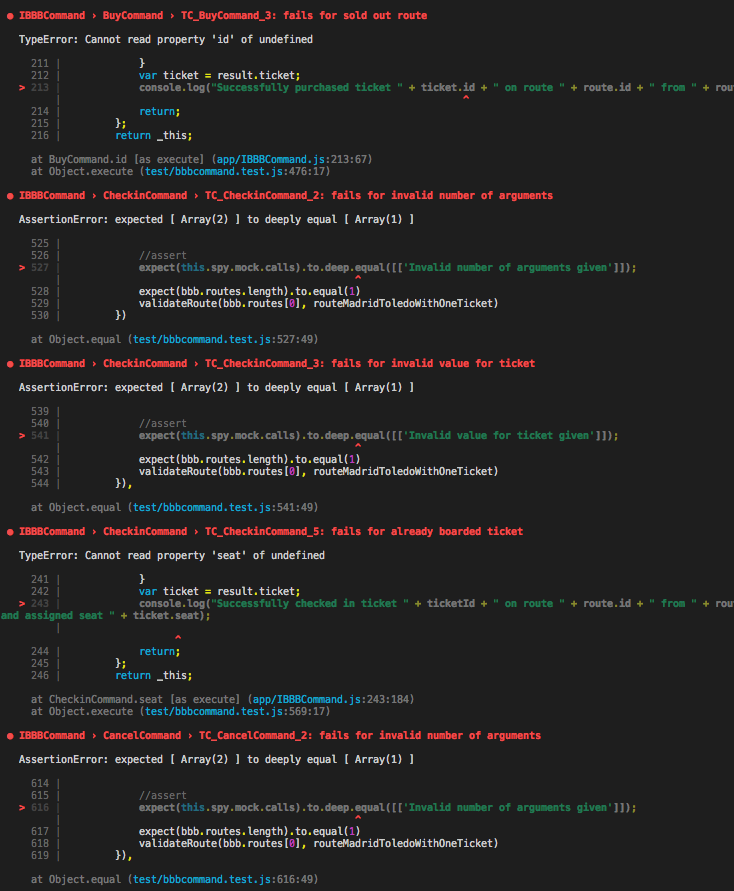 ● IBBBCommand › BuyCommand › TC_BuyCommand_3: fails for sold out route
TypeError: Cannot read property 'id' of undefined
211 | }
212 | var ticket = result.ticket;
> 213 | console.log("Successfully purchased ticket " + ticket.id + " on route " + route.id + " from " + rou
| ^
214 | return;
215 | };
216 | return _this;
at BuyCommand.id [as execute] (app/IBBBCommand.js:213:67)
at Object.execute (test/bbbcommand.test.js:476:17)
● IBBBCommand › CheckinCommand › TC_CheckinCommand_2: fails for invalid number of arguments
AssertionError: expected [ Array(2) ] to deeply equal [ Array(1) ]
525 |
526 | //assert
> 527 | expect(this.spy.mock.calls).to.deep.equal([['Invalid number of arguments given']]);
| ^
528 | expect(bbb.routes.length).to.equal(1)
529 | validateRoute(bbb.routes[0], routeMadridToledoWithOneTicket)
530 | })
at Object.equal (test/bbbcommand.test.js:527:49)
● IBBBCommand › CheckinCommand › TC_CheckinCommand_3: fails for invalid value for ticket
AssertionError: expected [ Array(2) ] to deeply equal [ Array(1) ]
539 |
540 | //assert
> 541 | expect(this.spy.mock.calls).to.deep.equal([['Invalid value for ticket given']]);
| ^
542 | expect(bbb.routes.length).to.equal(1)
543 | validateRoute(bbb.routes[0], routeMadridToledoWithOneTicket)
544 | }),
at Object.equal (test/bbbcommand.test.js:541:49)
● IBBBCommand › CheckinCommand › TC_CheckinCommand_5: fails for already boarded ticket
TypeError: Cannot read property 'seat' of undefined
241 | }
242 | var ticket = result.ticket;
> 243 | console.log("Successfully checked in ticket " + ticketId + " on route " + route.id + " from " + rou
and assigned seat " + ticket.seat);
|
^
244 | return;
245 | };
246 | return _this;
at CheckinCommand.seat [as execute] (app/IBBBCommand.js:243:184)
at Object.execute (test/bbbcommand.test.js:569:17)
● IBBBCommand › CancelCommand › TC_CancelCommand_2: fails for invalid number of arguments
AssertionError: expected [ Array(2) ] to deeply equal [ Array(1) ]
614 |
615 | //assert
> 616 | expect(this.spy.mock.calls).to.deep.equal([['Invalid number of arguments given']]);
| ^
617 | expect(bbb.routes.length).to.equal(1)
618 | validateRoute(bbb.routes[0], routeMadridToledoWithOneTicket)
619 | }),
at Object.equal (test/bbbcommand.test.js:616:49)